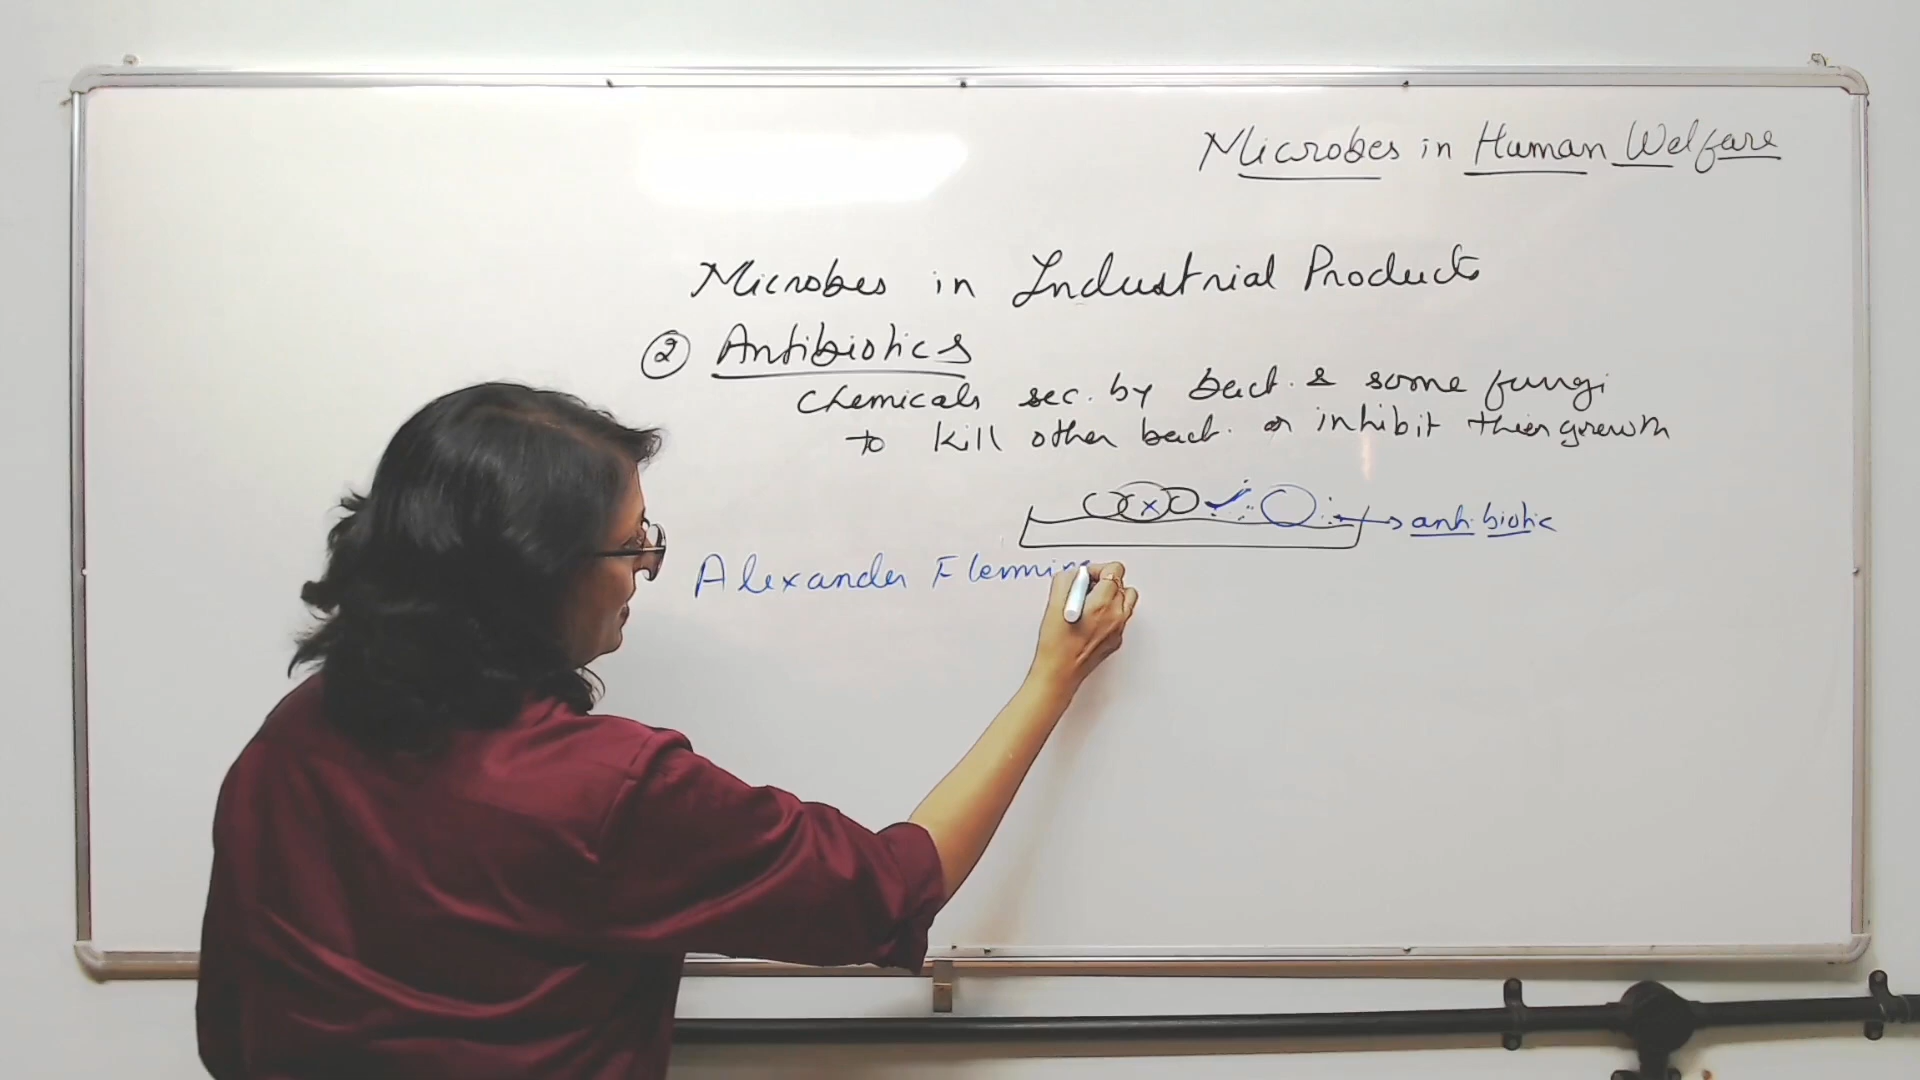 Microbes in Human Welfare
Microbes in Industrial Products
② Antibiotics
Chemicals sec. by bact. & some fungi
to kill other bact. or inhibit their growth
antibiotic
Alexander Flemming